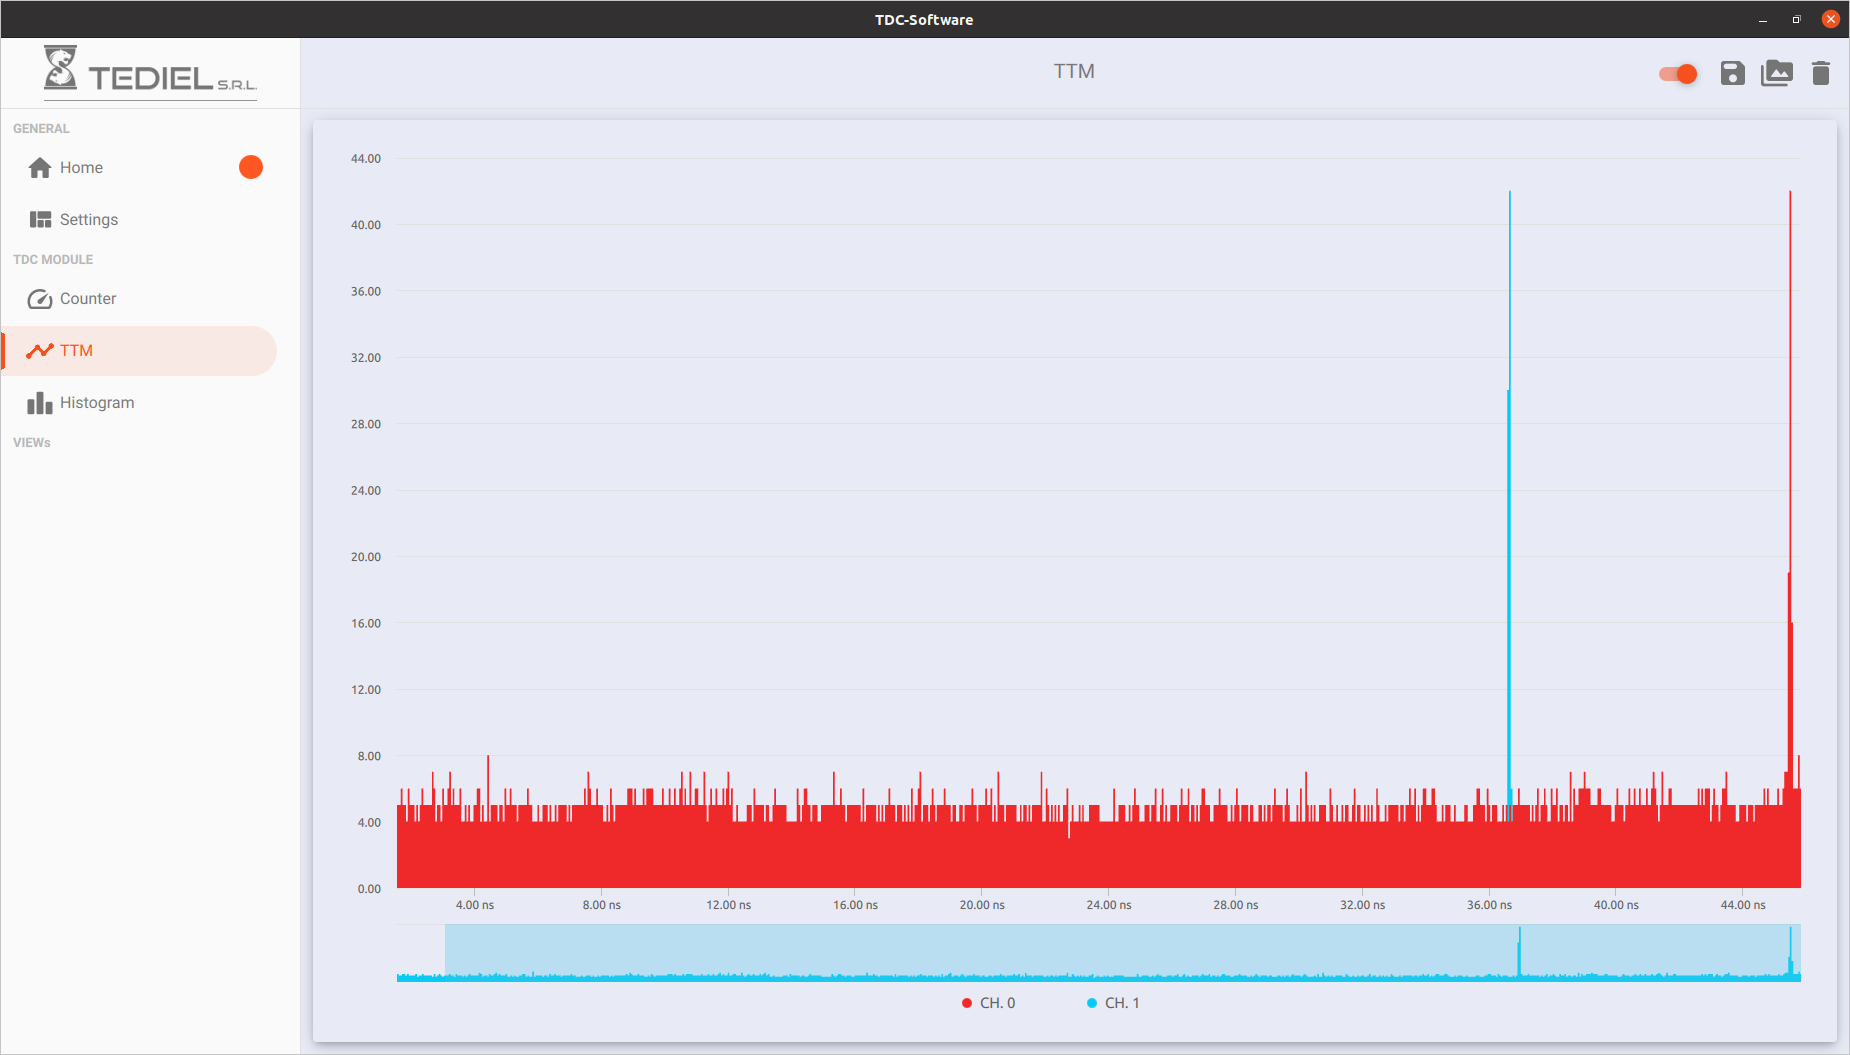 TDC-Software
TEDIEL S.R.L.
TTM
GENERAL
Home
Settings
TDC MODULE
Counter
TTM
Histogram
VIEWs
44.00
40.00
36.00
32.00
28.00
24.00
20.00
16.00
12.00
8.00
4.00
0.00
4.00 ns 8.00 ns 12.00 ns 16.00 ns 20.00 ns 24.00 ns 28.00 ns 32.00 ns 36.00 ns 40.00 ns 44.00 ns
CH. 0 CH. 1